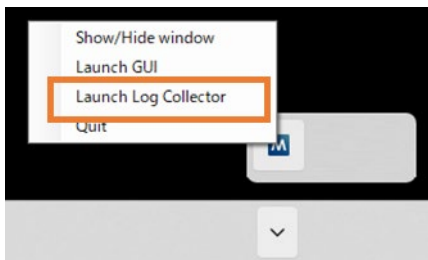 Show/Hide window
Launch GUI
Launch Log Collector
Quit
M